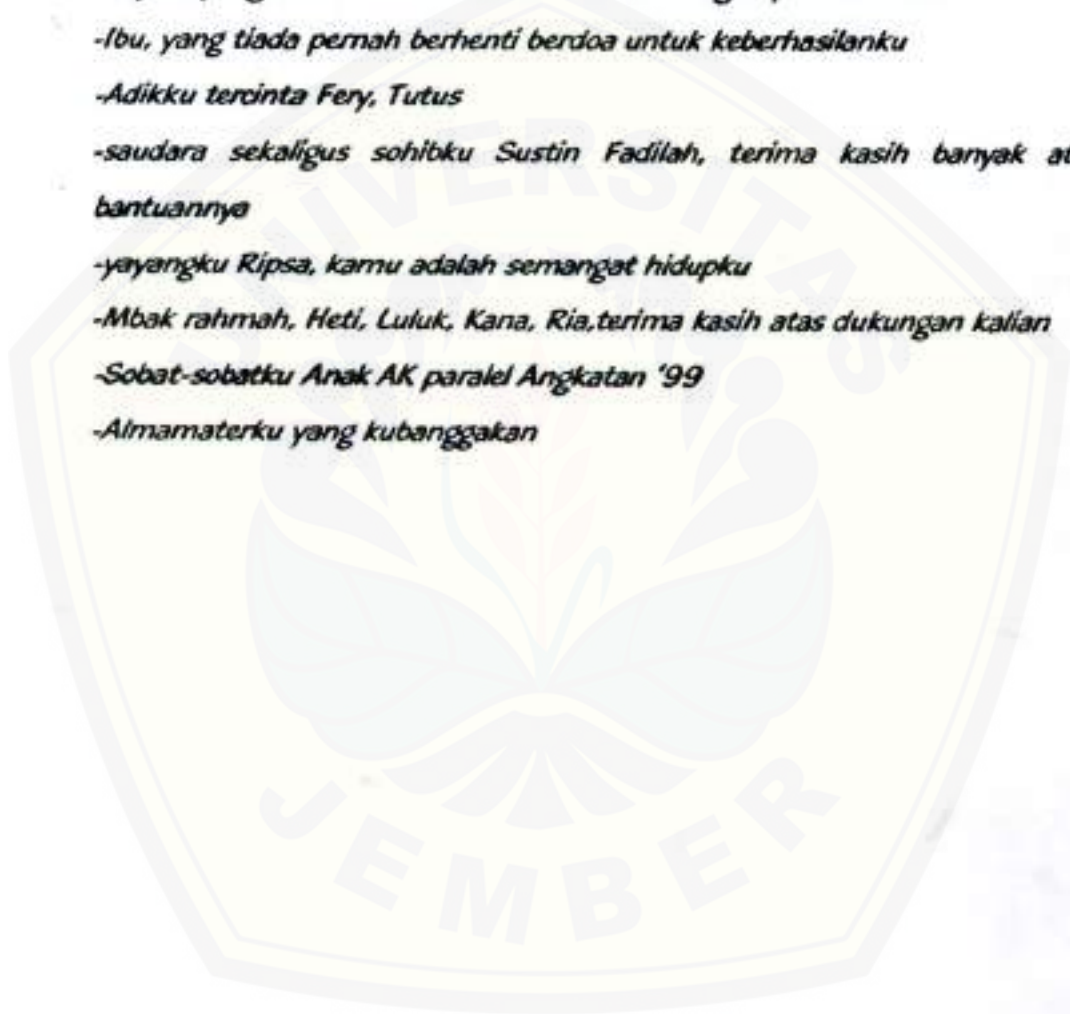 -Ibu, yang tiada pernah berhenti berdoa untuk keberhasilanku
-Adikku tercinta Fery, Tutus
-saudara sekaligus sohibku Sustin Fadilah, terima kasih banyak
bantuannya
-yayangku Ripsa, kamu adalah semangat hidupku
-Mbak rahmah, Heti, Luluk, Kana, Ria,terima kasih atas dukungan kalian
-Sobat-sobatku Anak AK paralel Angkatan '99
-Almamaterku yang kubanggakan
UNIVERSITAS
JEMBER